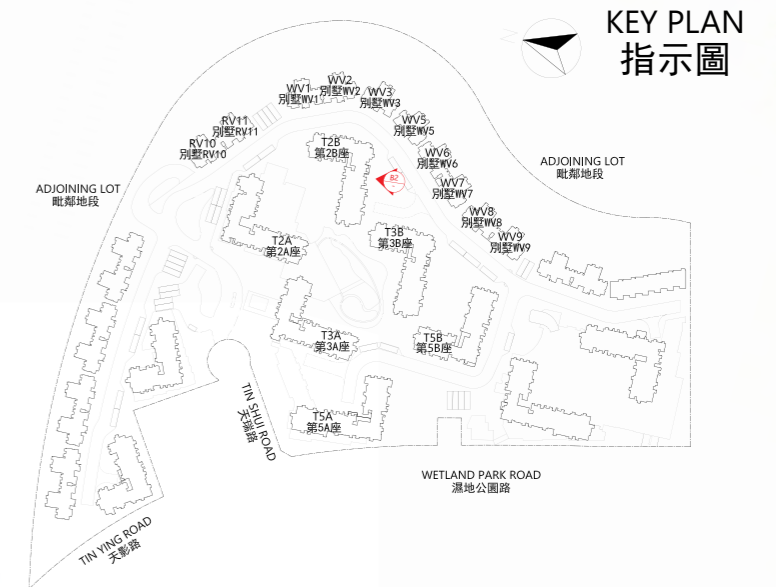 KEY PLAN
指示圖
N
WV1
別墅WV1
WV2
別墅WV2
WV3
別墅WV3
RV11
別墅RV11
RV10
別墅RV10
WV5
別墅WV5
T2B
第2B座
WV6
別墅WV6
ADJOINING LOT
毗鄰地段
B2
WV7
別墅WV7
ADJOINING LOT
毗鄰地段
WV8
別墅WV8
T3B
第3B座
WV9
別墅WV9
T2A
第2A座
T3A
第3A座
T5B
第5B座
T5A
第5A座
TIN SHUI ROAD
天瑞路
WETLAND PARK ROAD
濕地公園路
TIN YING ROAD
天影路